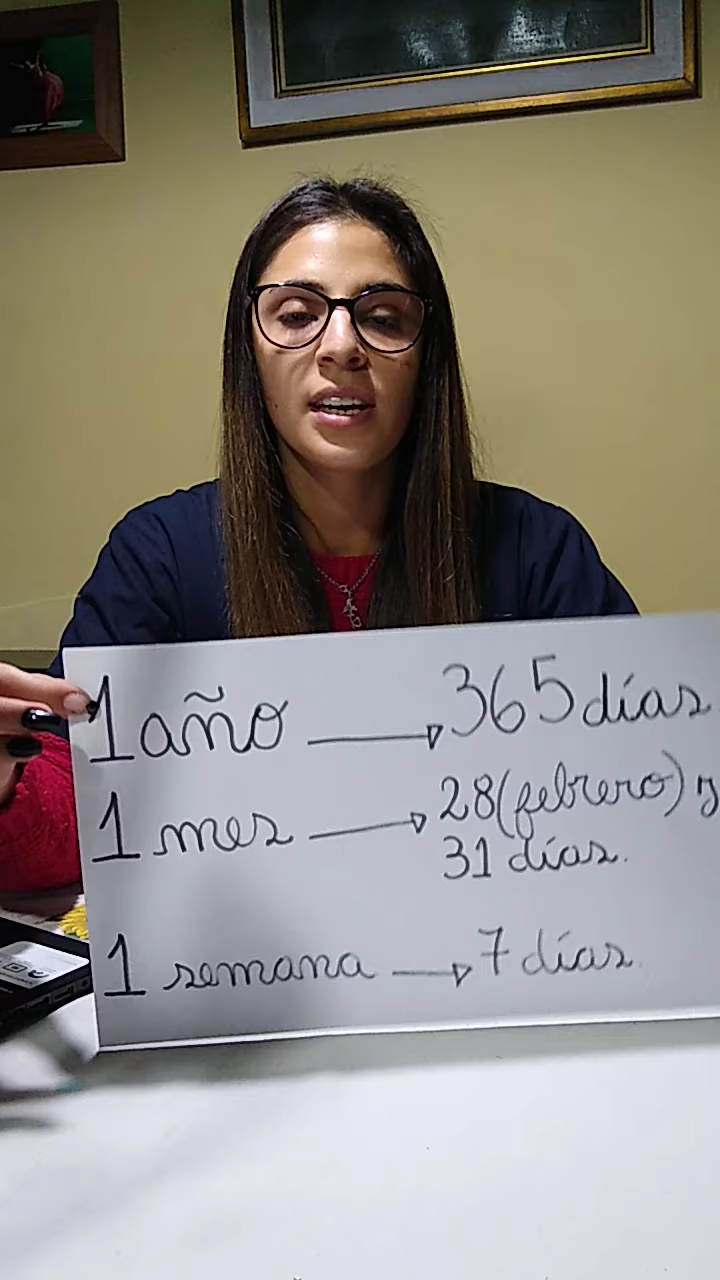 1 año → 365 días
1 mes → 28 (febrero) y
31 días.
1 semana → 7 días.